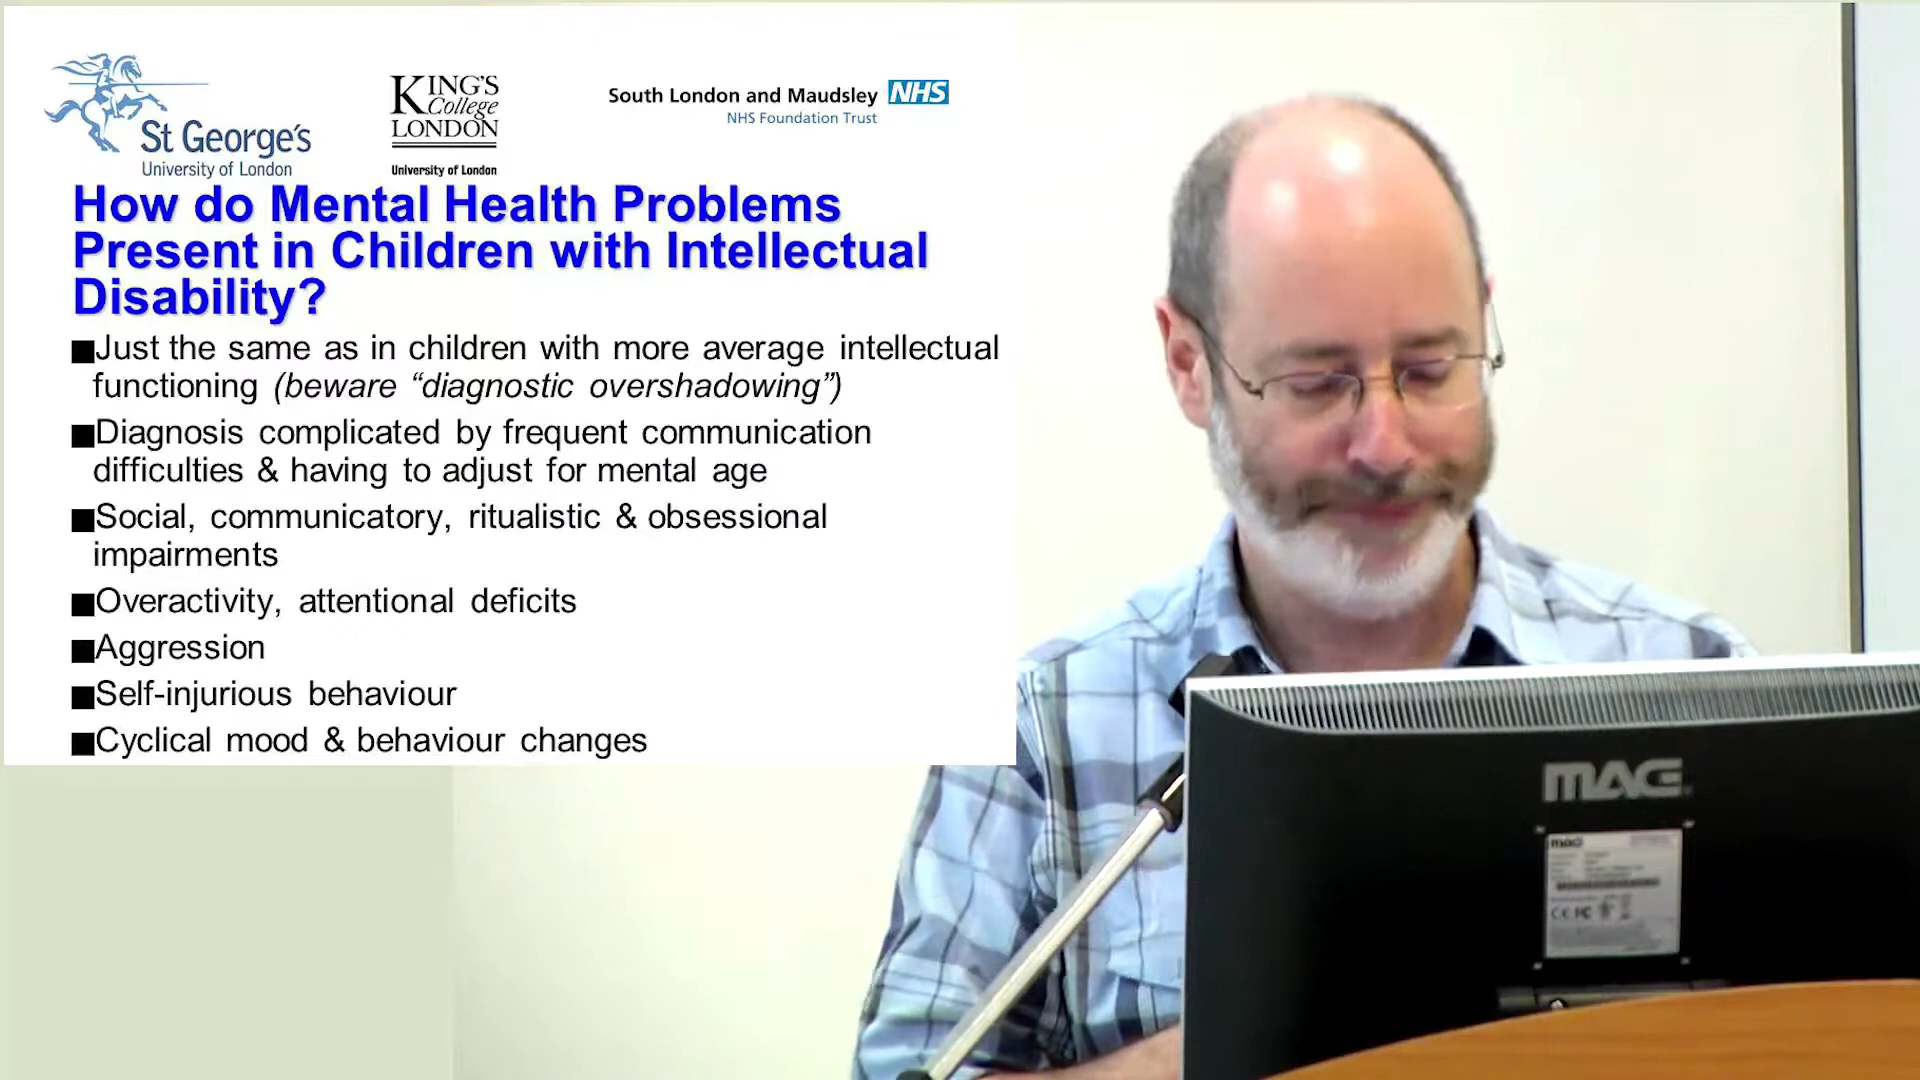 St George's
University of London
KING'S
College
LONDON
University of London
South London and Maudsley NHS
NHS Foundation Trust
How do Mental Health Problems
Present in Children with Intellectual
Disability?
Just the same as in children with more average intellectual
functioning (beware “diagnostic overshadowing”)
Diagnosis complicated by frequent communication
difficulties & having to adjust for mental age
Social, communicatory, ritualistic & obsessional
impairments
Overactivity, attentional deficits
Aggression
Self-injurious behaviour
Cyclical mood & behaviour changes
MAG
mag